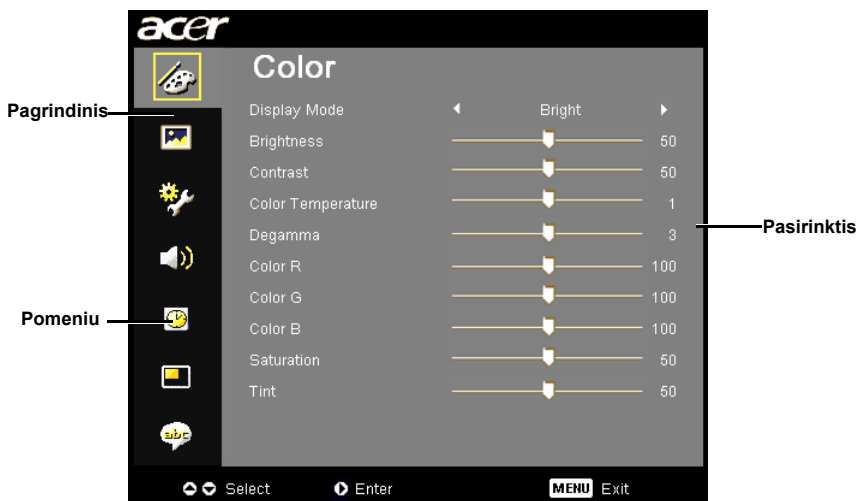 acer
Color
Display Mode Bright
Brightness 50
Contrast 50
Color Temperature 1
Degamma 3
Color R 100
Color G 100
Color B 100
Saturation 50
Tint 50
Select Enter MENU Exit
Pagrindinis
Pomeniu
Pasirinktis
abc